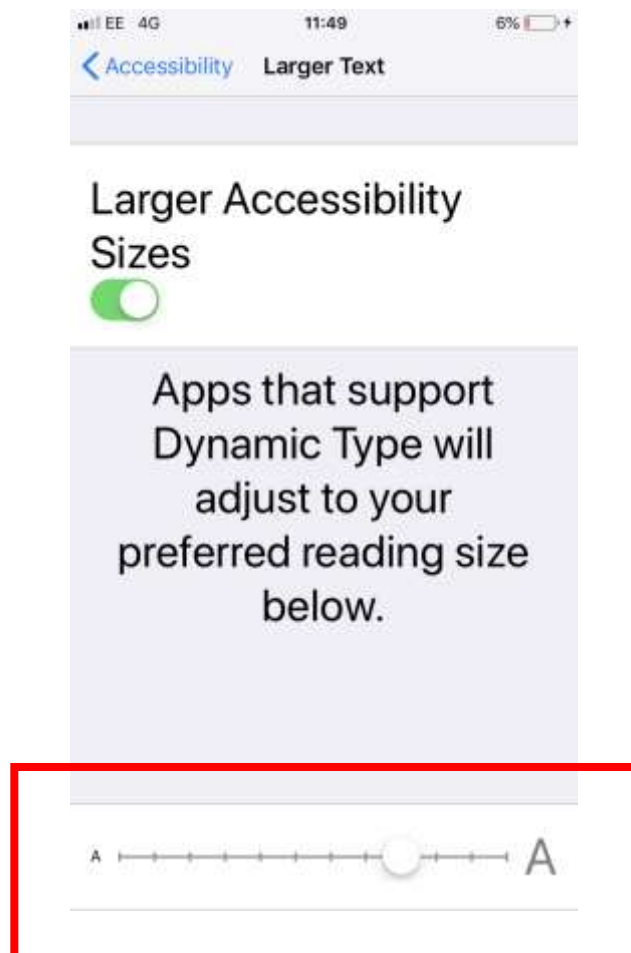 EE 4G 11:49 6%
Accessibility Larger Text
Larger Accessibility
Sizes
Apps that support
Dynamic Type will
adjust to your
preferred reading size
below.
A A